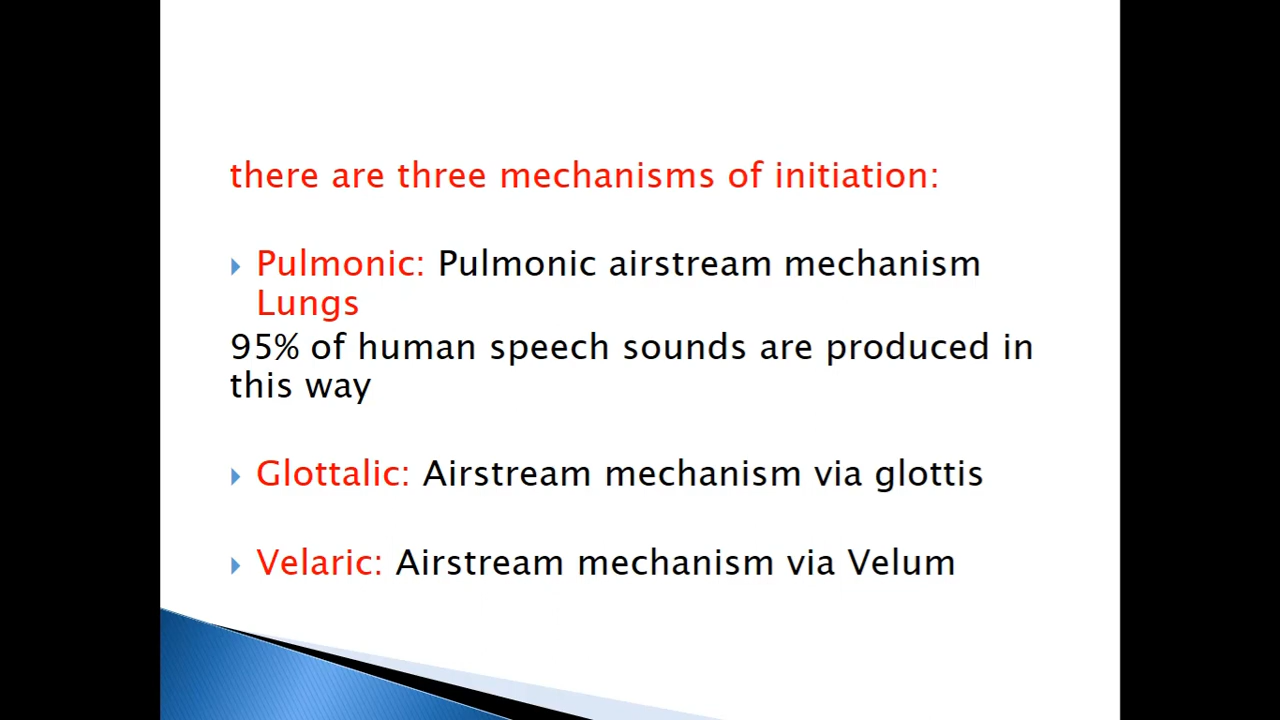 there are three mechanisms of initiation:
Pulmonic: Pulmonic airstream mechanism
Lungs
95% of human speech sounds are produced in
this way
Glottalic: Airstream mechanism via glottis
Velaric: Airstream mechanism via Velum